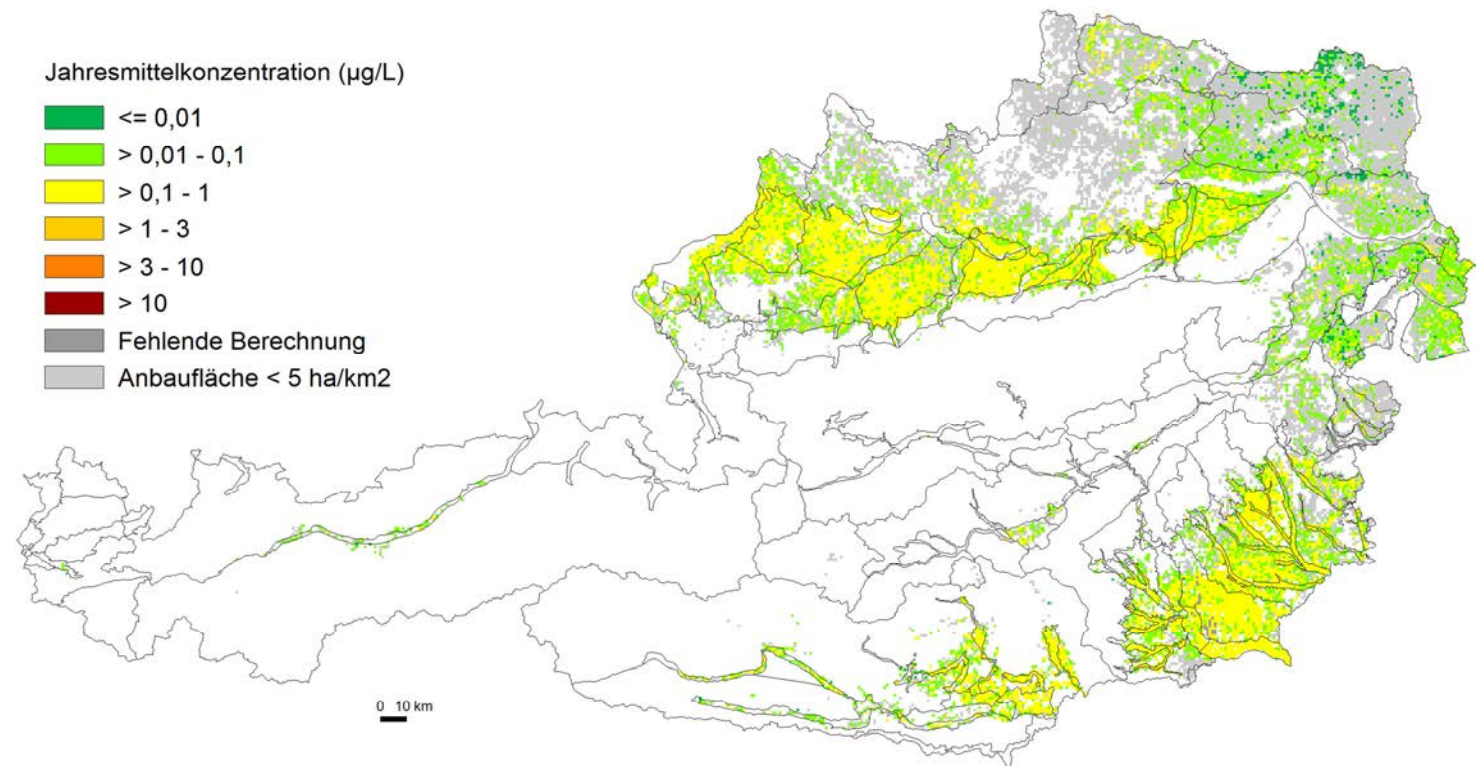 Jahresmittelkonzentration (µg/L)
<= 0,01
> 0,01 - 0,1
> 0,1 - 1
> 1 - 3
> 3 - 10
> 10
Fehlende Berechnung
Anbaufläche < 5 ha/km2
0 10 km